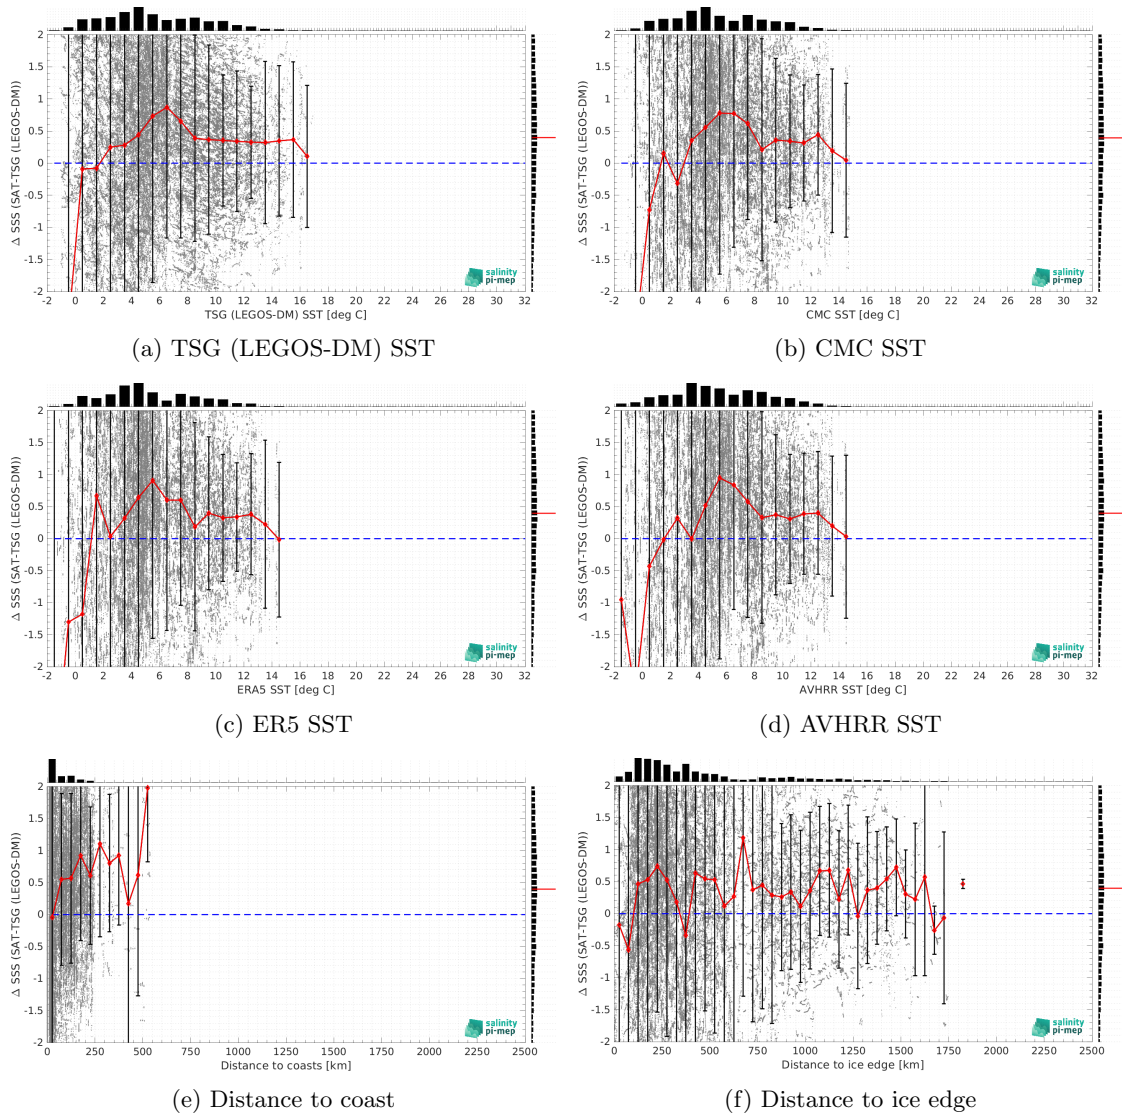 2
1.5
1
0.5
0
-0.5
-1
-1.5
-2
Δ SSS (SAT-TSG (LEGOS-DM))
salinity
pi-mep
-2 0 2 4 6 8 10 12 14 16 18 20 22 24 26 28 30 32
TSG (LEGOS-DM) SST [deg C]
(a) TSG (LEGOS-DM) SST
2
1.5
1
0.5
0
-0.5
-1
-1.5
-2
Δ SSS (SAT-TSG (LEGOS-DM))
salinity
pi-mep
-2 0 2 4 6 8 10 12 14 16 18 20 22 24 26 28 30 32
CMC SST [deg C]
(b) CMC SST
2
1.5
1
0.5
0
-0.5
-1
-1.5
-2
Δ SSS (SAT-TSG (LEGOS-DM))
salinity
pi-mep
-2 0 2 4 6 8 10 12 14 16 18 20 22 24 26 28 30 32
ERA5 SST [deg C]
(c) ER5 SST
2
1.5
1
0.5
0
-0.5
-1
-1.5
-2
Δ SSS (SAT-TSG (LEGOS-DM))
salinity
pi-mep
-2 0 2 4 6 8 10 12 14 16 18 20 22 24 26 28 30 32
AVHRR SST [deg C]
(d) AVHRR SST
2
1.5
1
0.5
0
-0.5
-1
-1.5
-2
Δ SSS (SAT-TSG (LEGOS-DM))
salinity
pi-mep
0 250 500 750 1000 1250 1500 1750 2000 2250 2500
Distance to coasts [km]
(e) Distance to coast
2
1.5
1
0.5
0
-0.5
-1
-1.5
-2
Δ SSS (SAT-TSG (LEGOS-DM))
salinity
pi-mep
0 250 500 750 1000 1250 1500 1750 2000 2250 2500
Distance to ice edge [km]
(f) Distance to ice edge